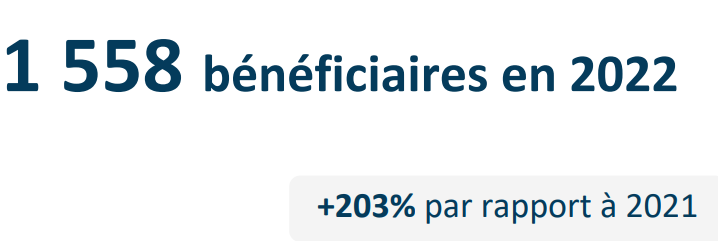 1 558 bénéficiaires en 2022
+203% par rapport à 2021